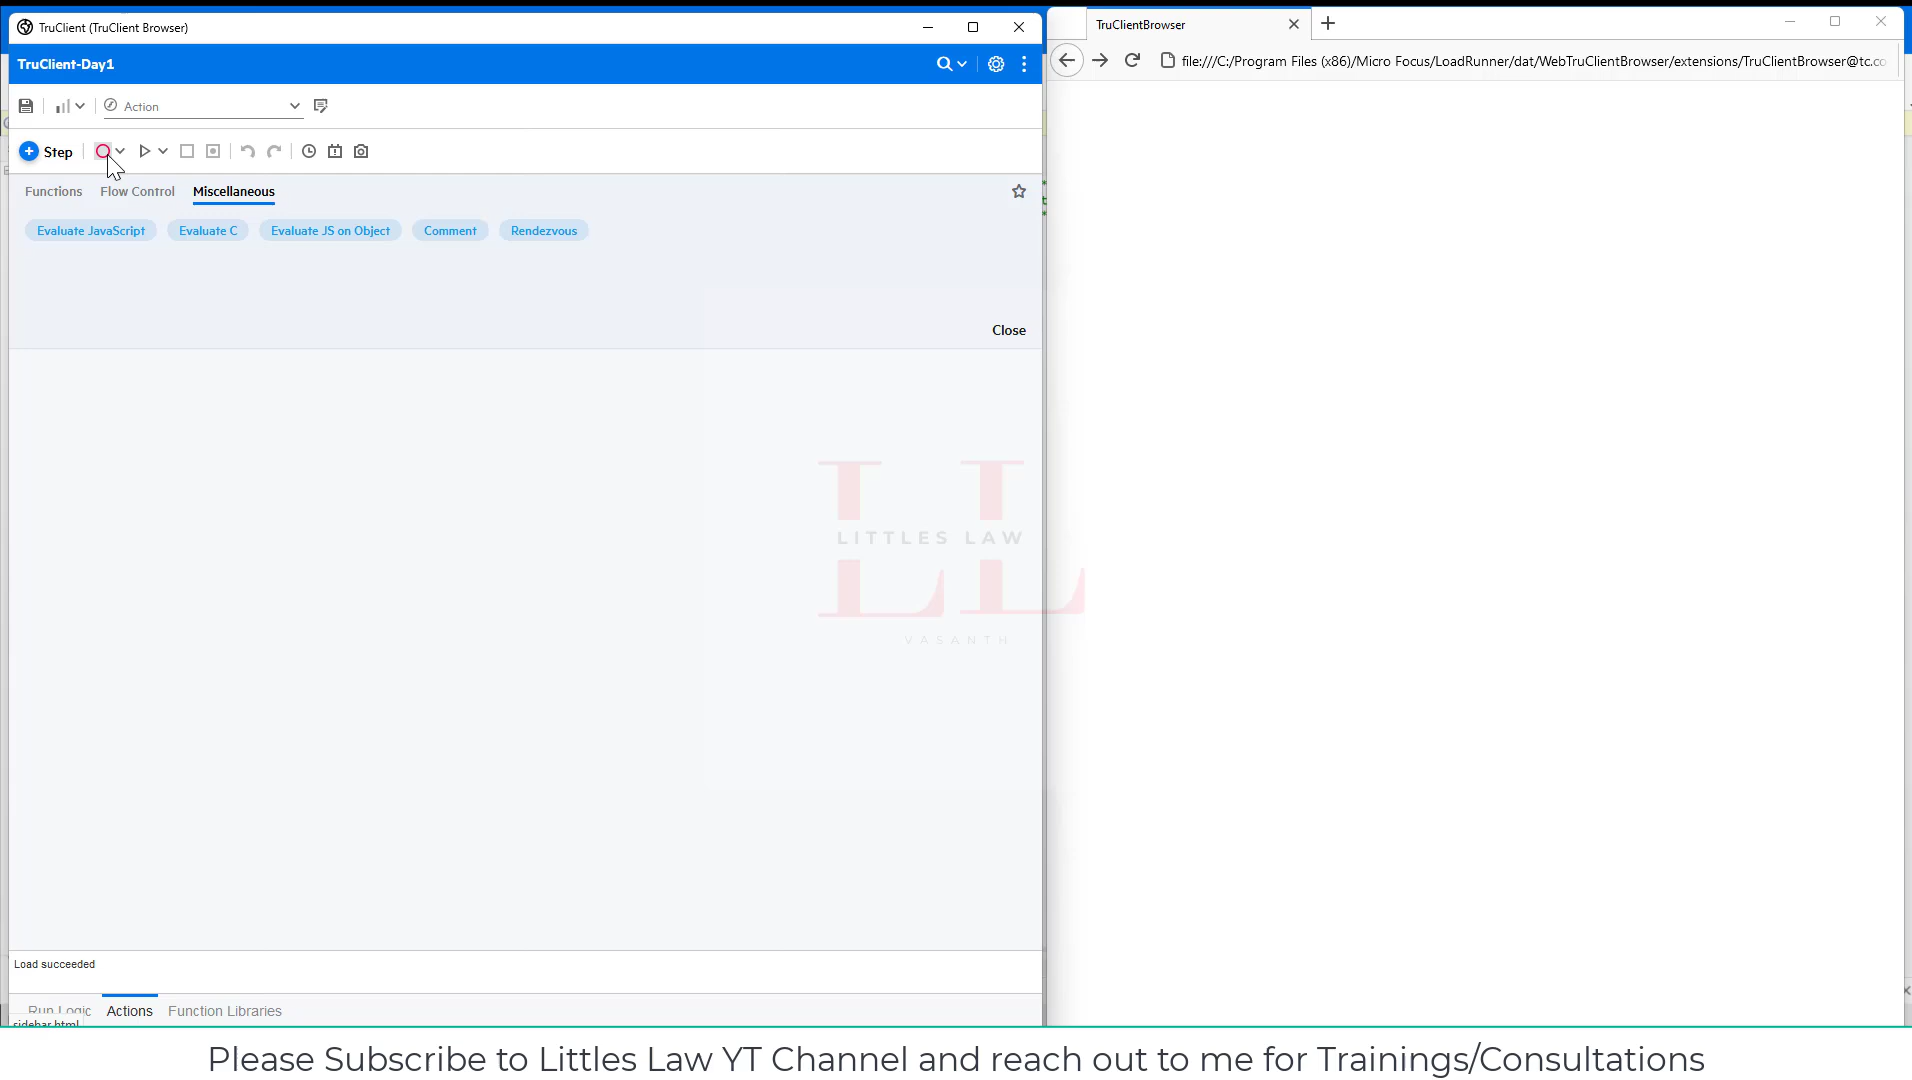 TruClient (TruClient Browser)
TruClientBrowser
TruClient-Day1
file:///C:/Program Files (x86)/Micro Focus/LoadRunner/dat/WebTruClientBrowser/extensions/TruClientBrowser@tc.co
Action
Step
Functions Flow Control Miscellaneous
Evaluate JavaScript Evaluate C Evaluate JS on Object Comment Rendezvous
Close
LITTLES LAW
VASANTH
Load succeeded
Run Logic Actions Function Libraries
sidebar.html
Please Subscribe to Littles Law YT Channel and reach out to me for Trainings/Consultations